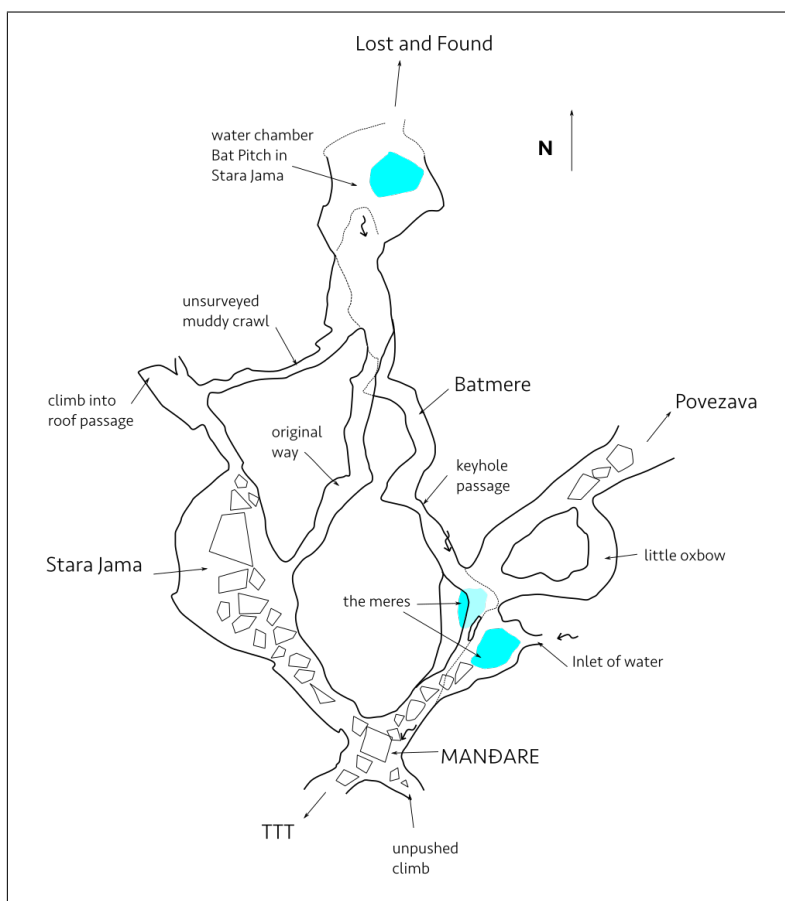 Lost and Found
water chamber
Bat Pitch in
Stara Jama
N
unsurveyed
muddy crawl
Batmere
climb into
roof passage
Povezava
original
way
keyhole
passage
Stara Jama
little oxbow
the meres
Inlet of water
MANĐARE
TTT
unpushed
climb